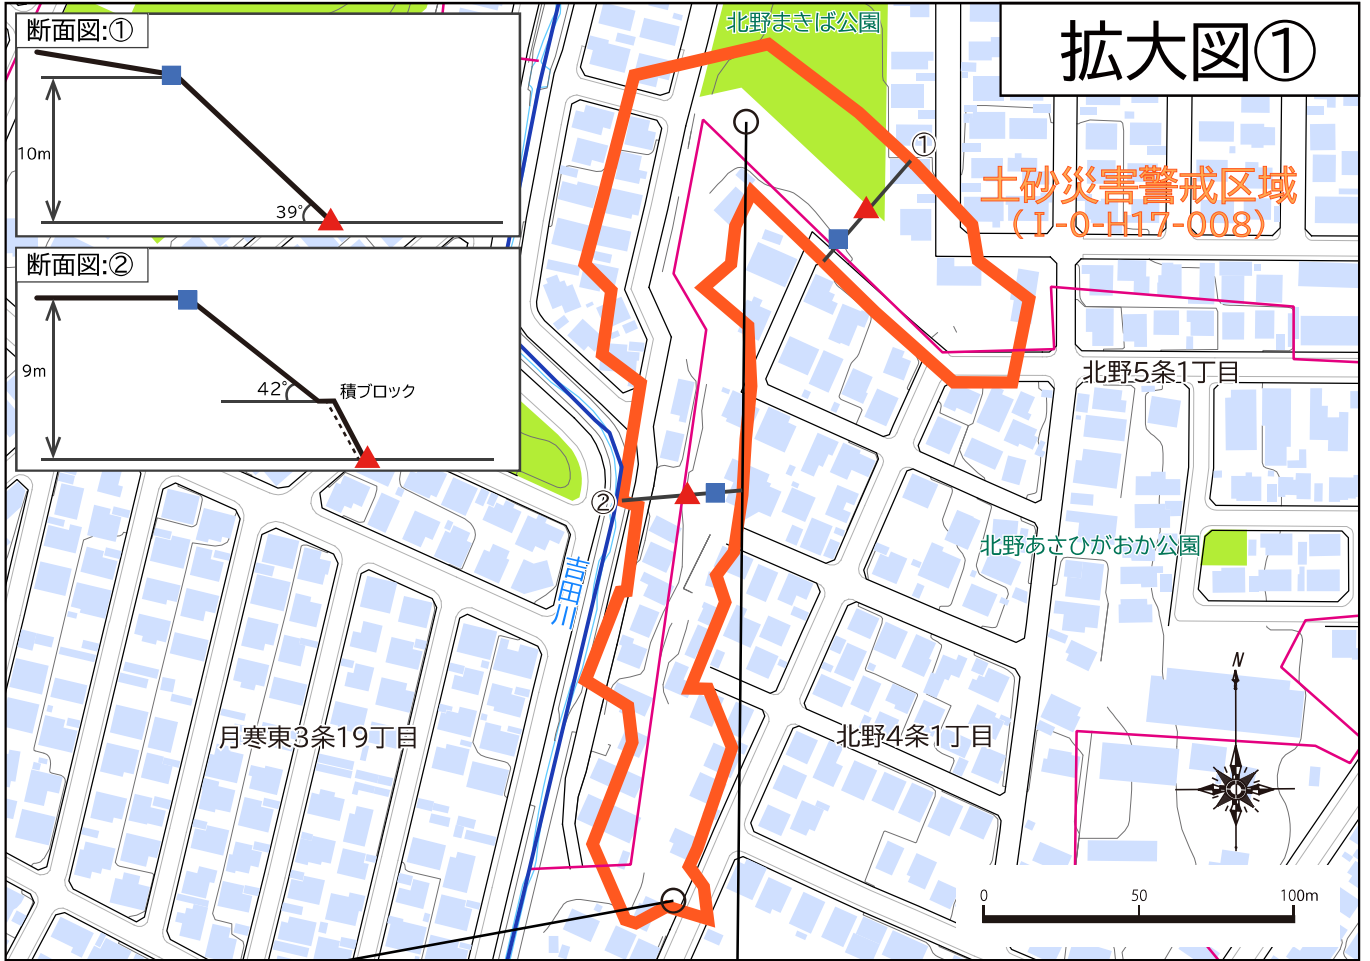 断面図:①
10m
39°
断面図:②
9m
42°
積ブロック
拡大図①
北野まきば公園
①
土砂災害警戒区域
(Ⅰ-0-H17-008)
北野5条1丁目
②
北野あさひがおか公園
吉田川
月寒東3条19丁目
北野4条1丁目
N
0 50 100m